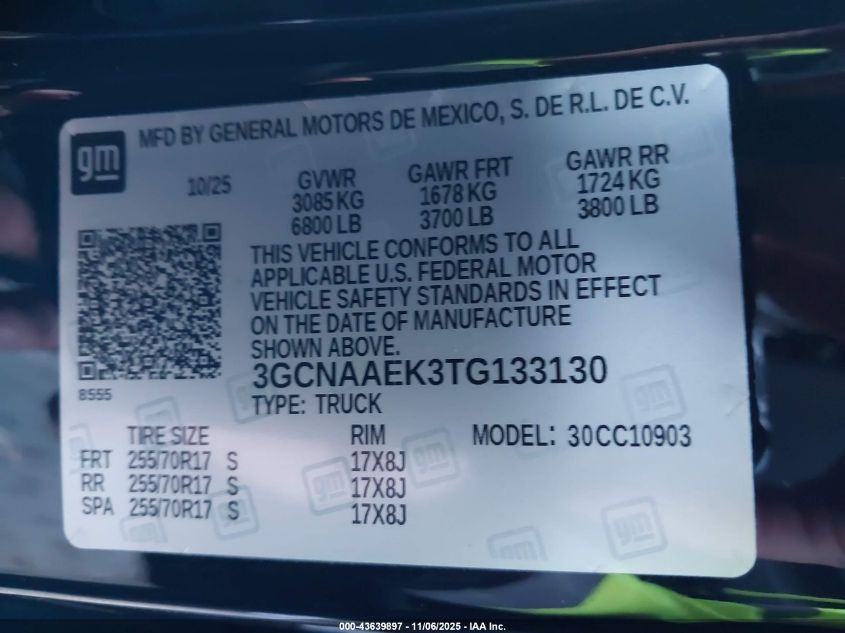 MFD BY GENERAL MOTORS DE MEXICO, S. DE R.L. DE C.V.
gm
10/25
GVWR
3085 KG
6800 LB
GAWR FRT
1678 KG
3700 LB
GAWR RR
1724 KG
3800 LB
THIS VEHICLE CONFORMS TO ALL
APPLICABLE U.S. FEDERAL MOTOR
VEHICLE SAFETY STANDARDS IN EFFECT
ON THE DATE OF MANUFACTURE
SHOWN ABOVE.
3GCNAAEK3TG133130
8555
TYPE: TRUCK
TIRE SIZE RIM MODEL: 30CC10903
FRT 255/70R17 S 17X8J
RR 255/70R17 S 17X8J
SPA 255/70R17 S 17X8J
000-43639897 - 11/06/2025 - IAA Inc.